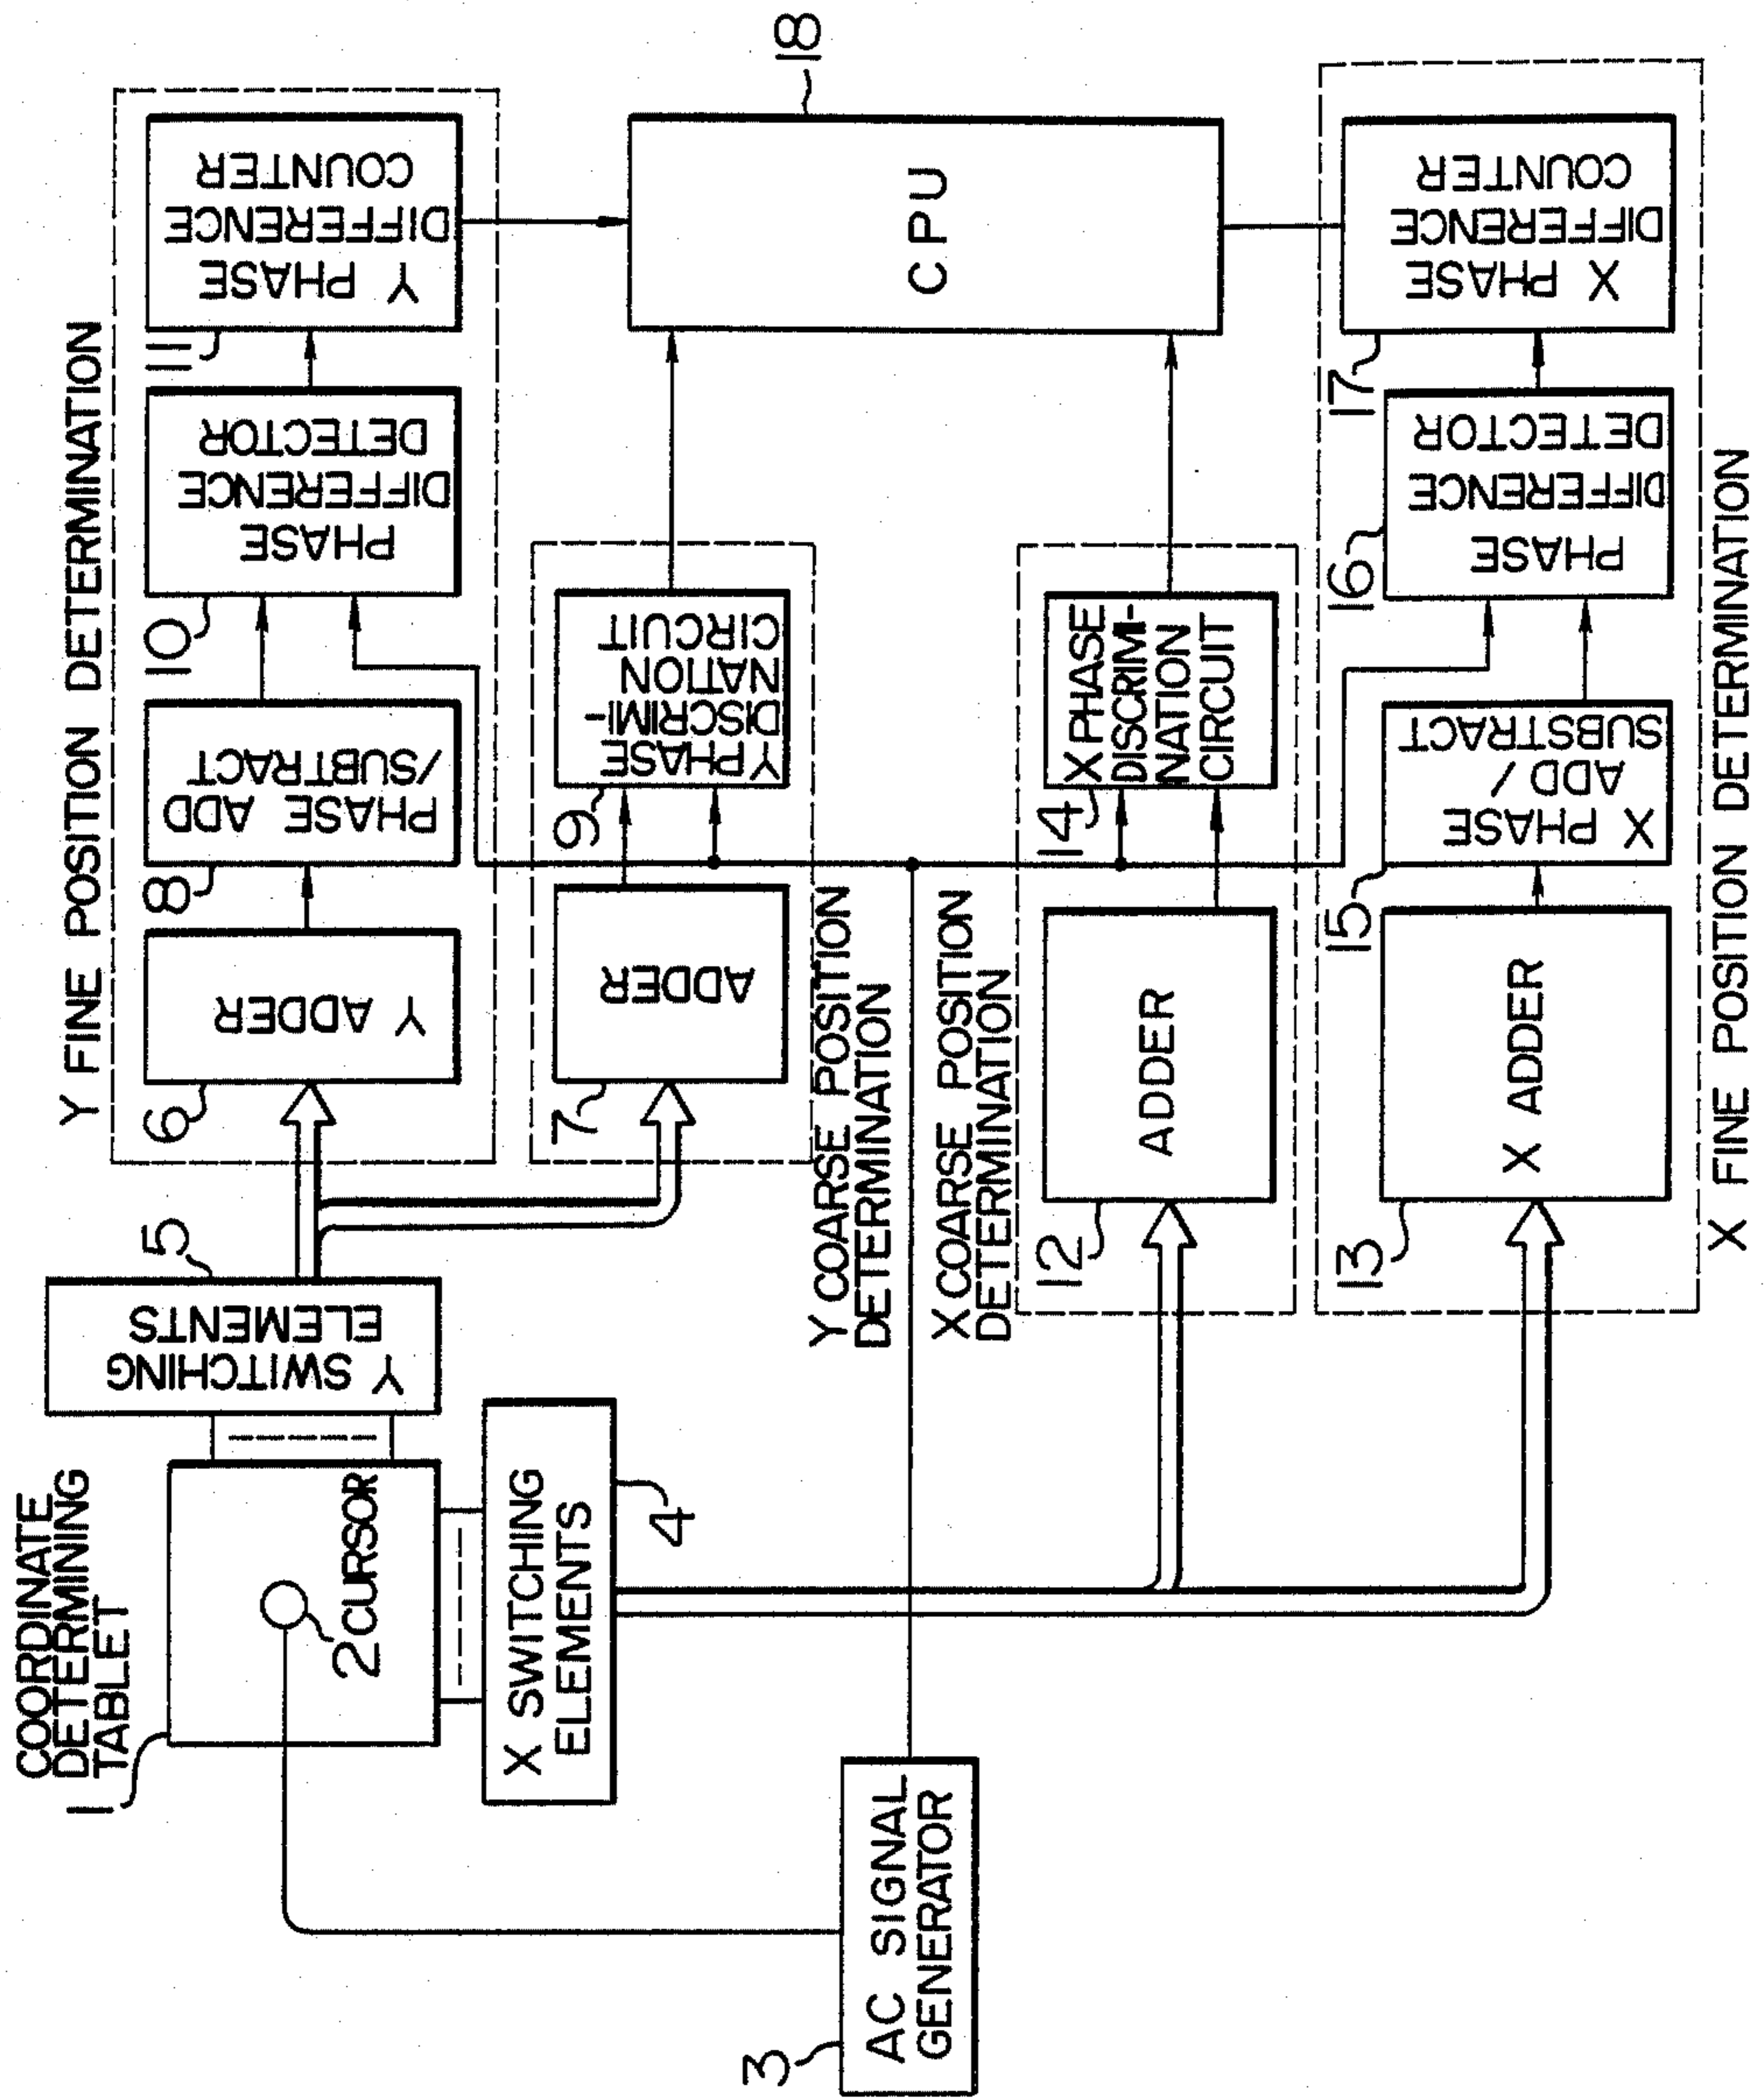 COORDINATE
DETERMINING
TABLET
1
2 CURSOR
Y SWITCHING
ELEMENTS
5
X SWITCHING
ELEMENTS
4
AC SIGNAL
GENERATOR
3
Y FINE POSITION DETERMINATION
Y ADDER
6
PHASE ADD
/SUBTRACT
8
PHASE
DIFFERENCE
DETECTOR
10
Y PHASE
DIFFERENCE
COUNTER
11
ADDER
7
Y PHASE
DISCRIMI-
NATION
CIRCUIT
9
Y COARSE POSITION
DETERMINATION
X COARSE POSITION
DETERMINATION
ADDER
12
X PHASE
DISCRIMI-
NATION
CIRCUIT
14
CPU
18
X ADDER
13
X PHASE
ADD /
SUBSTRACT
15
PHASE
DIFFERENCE
DETECTOR
16
X PHASE
DIFFERENCE
COUNTER
17
X FINE POSITION DETERMINATION